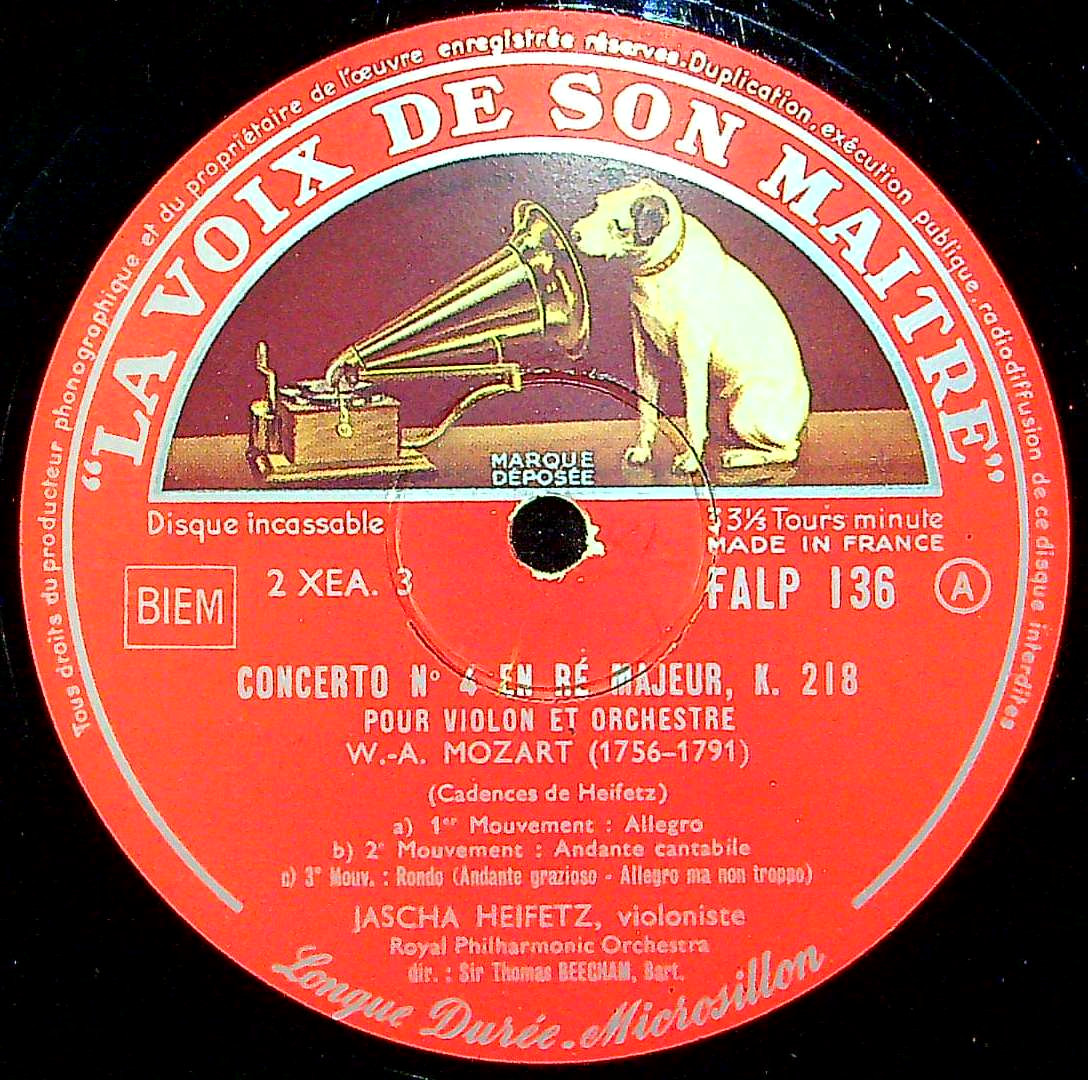 Tous droits du producteur phonographique et du propriétaire de l'œuvre enregistrée réservés. Duplication, exécution publique, radiodiffusion de ce disque interdites
“LA VOIX DE SON MAITRE”
MARQUE
DÉPOSÉE
Disque incassable
33⅓ Tours minute
MADE IN FRANCE
BIEM
2 XEA. 3
FALP 136
A
CONCERTO N° 4 EN RÉ MAJEUR, K. 218
POUR VIOLON ET ORCHESTRE
W.-A. MOZART (1756–1791)
(Cadences de Heifetz)
a) 1er Mouvement : Allegro
b) 2e Mouvement : Andante cantabile
c) 3e Mouv. : Rondo (Andante grazioso - Allegro ma non troppo)
JASCHA HEIFETZ, violoniste
Royal Philharmonic Orchestra
dir. : Sir Thomas BEECHAM, Bart.
Longue Durée. Microsillon